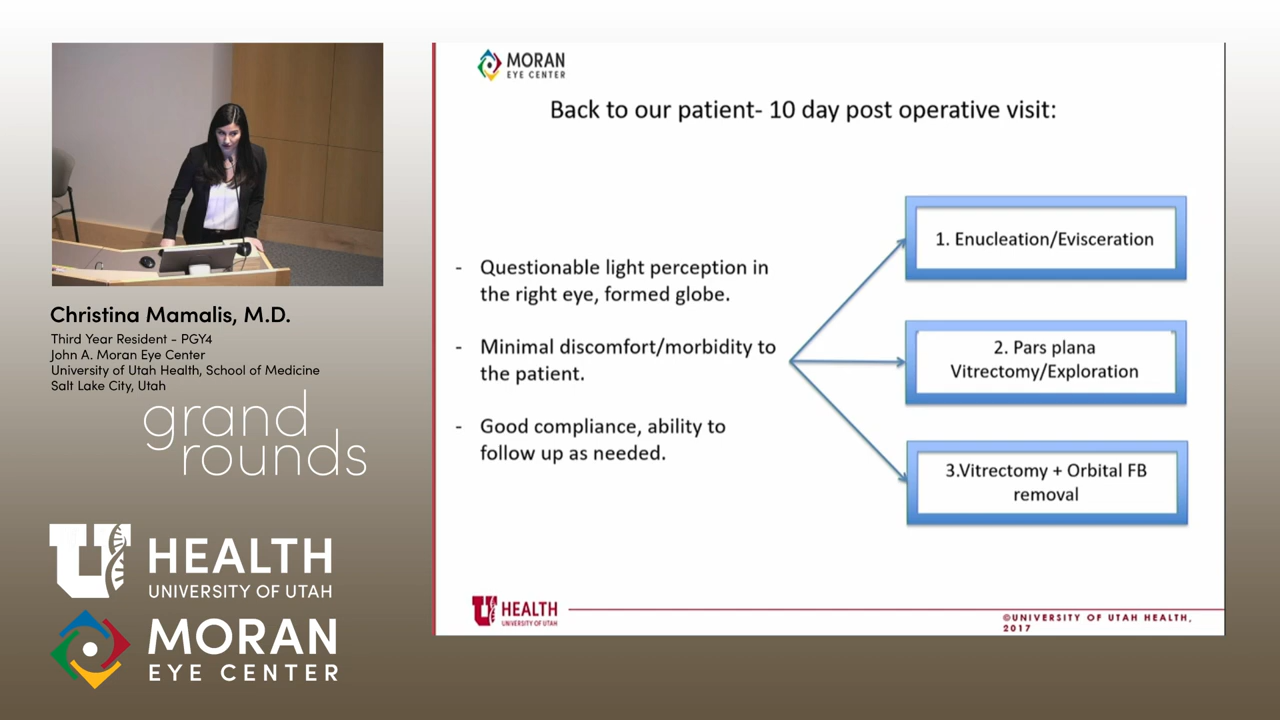 MORAN
EYE CENTER
Back to our patient- 10 day post operative visit:
- Questionable light perception in
the right eye, formed globe.
- Minimal discomfort/morbidity to
the patient.
- Good compliance, ability to
follow up as needed.
1. Enucleation/Evisceration
2. Pars plana
Vitrectomy/Exploration
3.Vitrectomy + Orbital FB
removal
U HEALTH
UNIVERSITY OF UTAH
©UNIVERSITY OF UTAH HEALTH,
2017
Christina Mamalis, M.D.
Third Year Resident - PGY4
John A. Moran Eye Center
University of Utah Health, School of Medicine
Salt Lake City, Utah
grand
rounds
U HEALTH
UNIVERSITY OF UTAH
MORAN
EYE CENTER